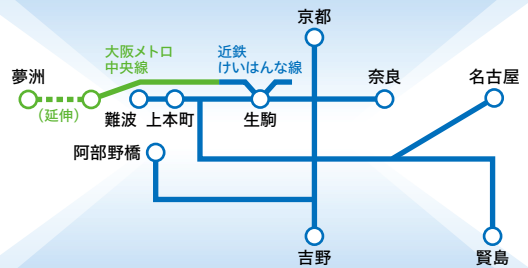 京都
大阪メトロ
中央線
近鉄
けいはんな線
夢洲
奈良
名古屋
(延伸)
難波
上本町
生駒
阿部野橋
吉野
賢島